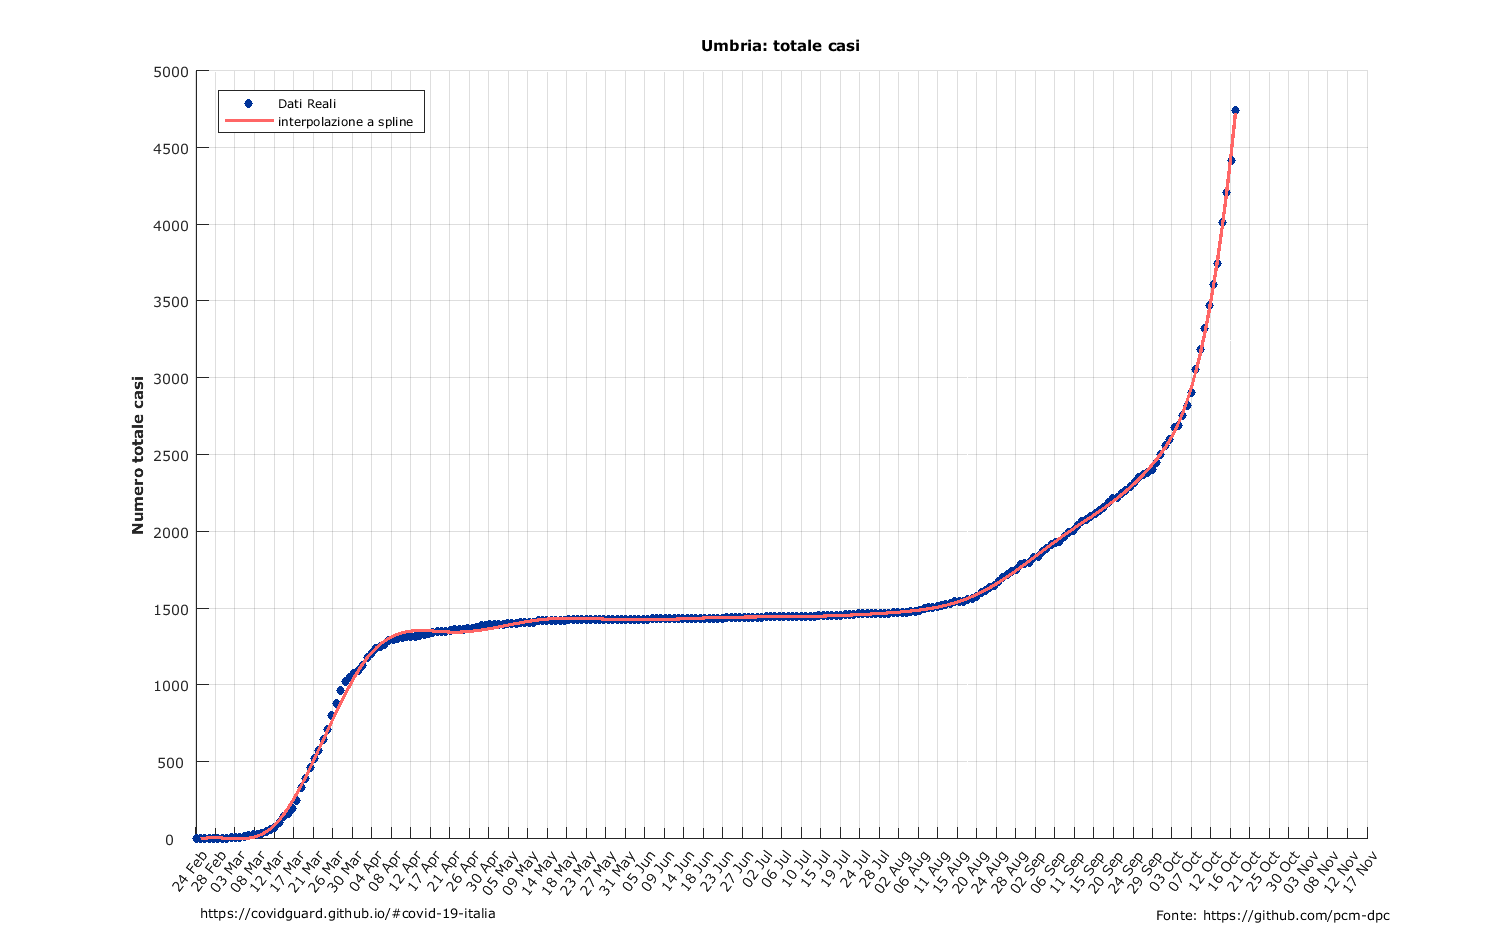 Umbria: totale casi
Dati Reali
interpolazione a spline
Numero totale casi
5000
4500
4000
3500
3000
2500
2000
1500
1000
500
0
24 Feb
28 Feb
03 Mar
08 Mar
12 Mar
17 Mar
21 Mar
26 Mar
30 Mar
04 Apr
08 Apr
12 Apr
17 Apr
21 Apr
26 Apr
30 Apr
05 May
09 May
14 May
18 May
23 May
27 May
31 May
05 Jun
09 Jun
14 Jun
18 Jun
23 Jun
27 Jun
02 Jul
06 Jul
10 Jul
15 Jul
19 Jul
24 Jul
28 Jul
02 Aug
06 Aug
11 Aug
15 Aug
20 Aug
24 Aug
28 Aug
02 Sep
06 Sep
11 Sep
15 Sep
20 Sep
24 Sep
29 Sep
03 Oct
07 Oct
12 Oct
16 Oct
21 Oct
25 Oct
30 Oct
03 Nov
08 Nov
12 Nov
17 Nov
https://covidguard.github.io/#covid-19-italia
Fonte: https://github.com/pcm-dpc